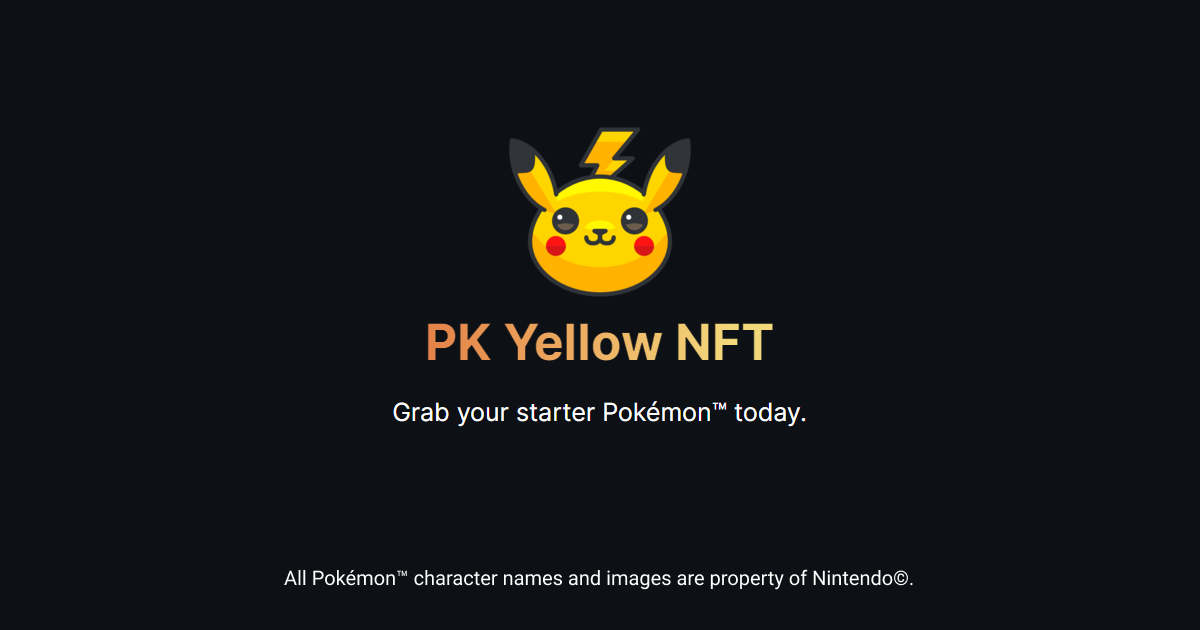 PK Yellow NFT
Grab your starter Pokémon™ today.
All Pokémon™ character names and images are property of Nintendo©.